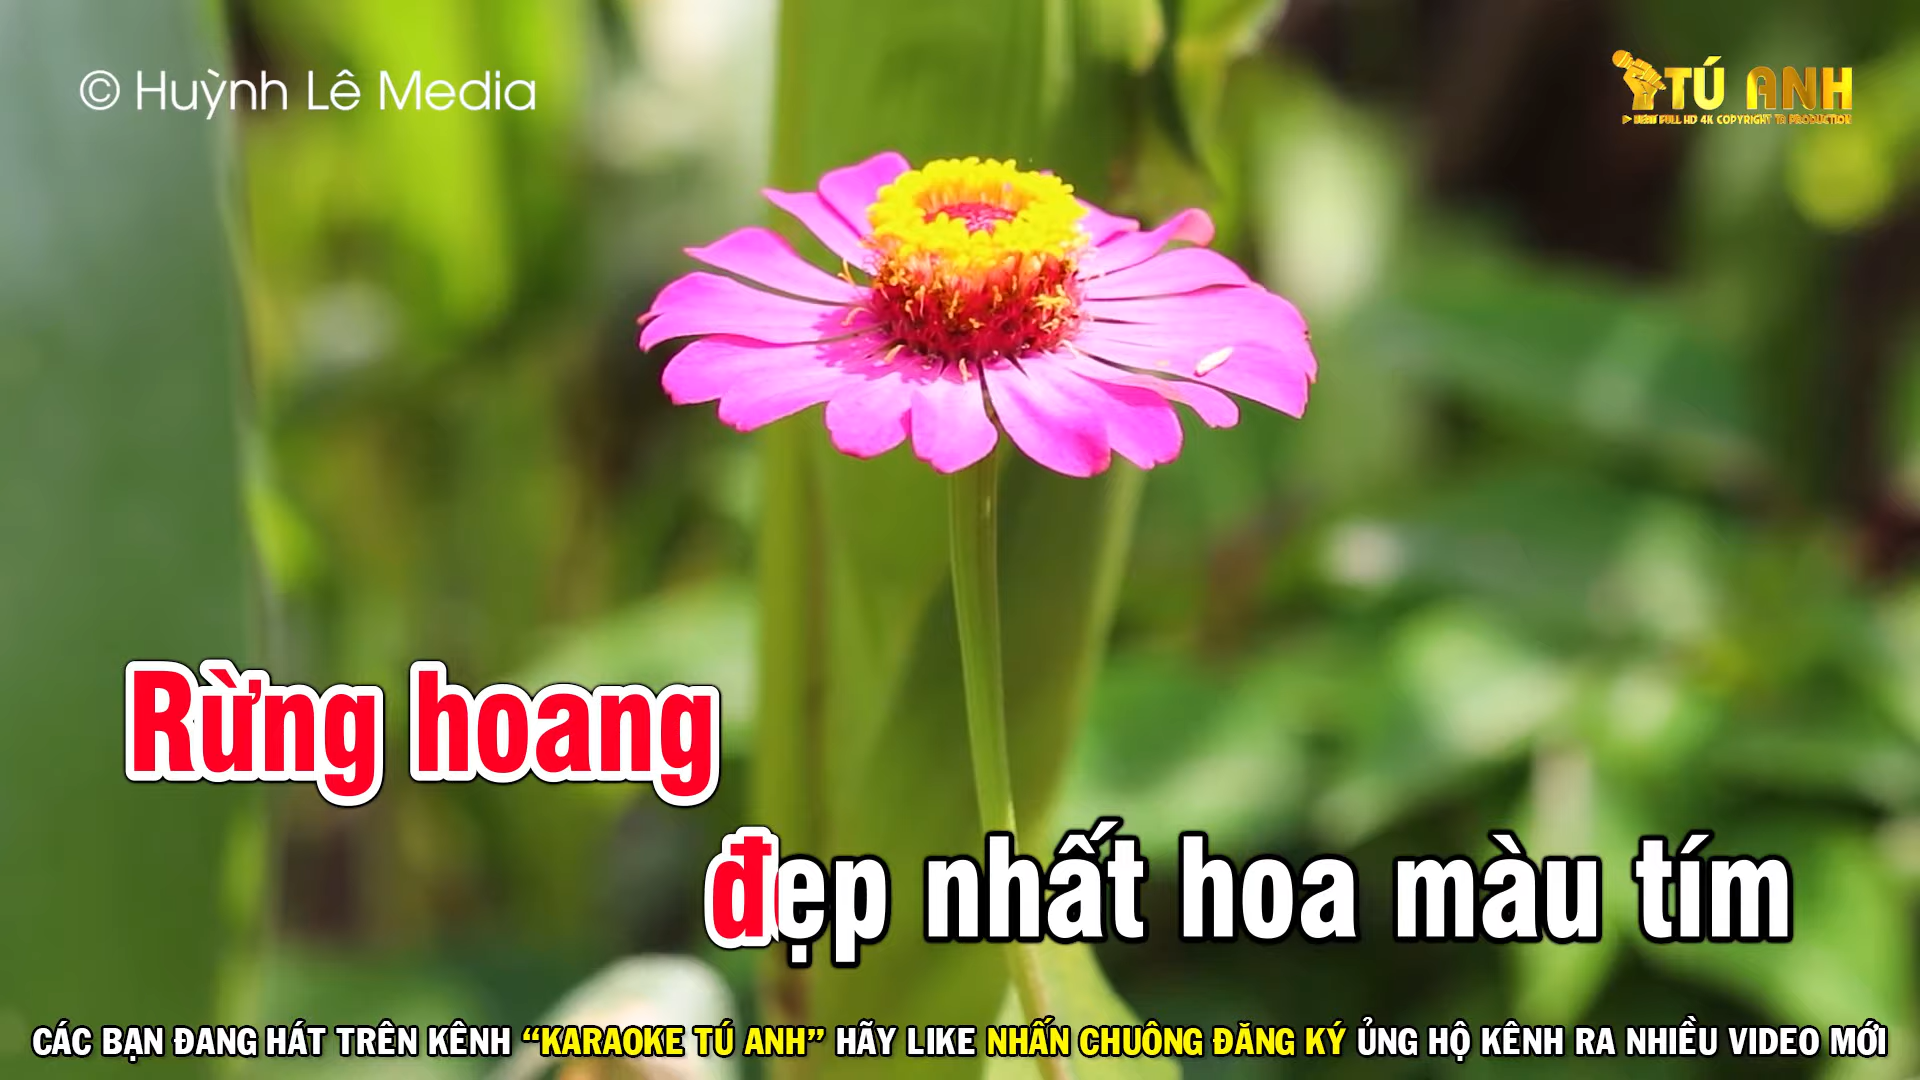 © Huỳnh Lê Media
TÚ ANH
Rừng hoang
đẹp nhất hoa màu tím
CÁC BẠN ĐANG HÁT TRÊN KÊNH “KARAOKE TÚ ANH” HÃY LIKE NHẤN CHUÔNG ĐĂNG KÝ ỦNG HỘ KÊNH RA NHIỀU VIDEO MỚI